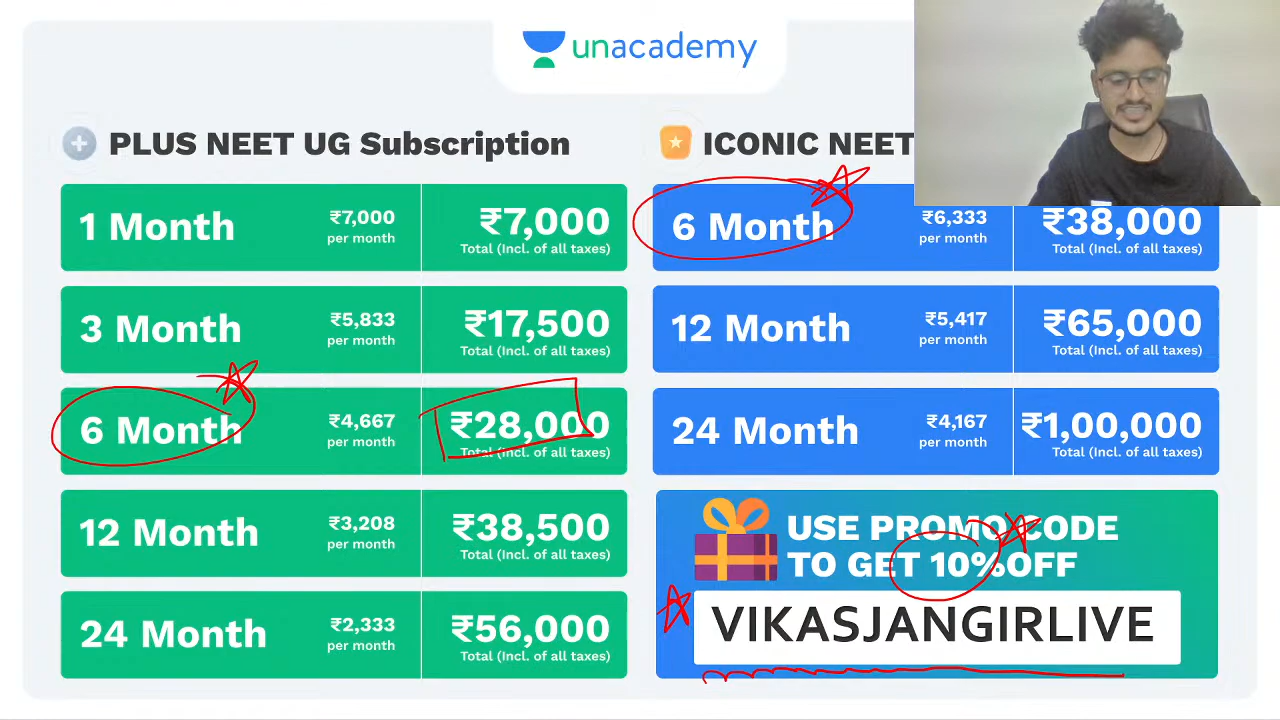 unacademy
PLUS NEET UG Subscription
1 Month ₹7,000 ₹7,000
per month Total (Incl. of all taxes)
3 Month ₹5,833 ₹17,500
per month Total (Incl. of all taxes)
6 Month ₹4,667 ₹28,000
per month Total (Incl. of all taxes)
12 Month ₹3,208 ₹38,500
per month Total (Incl. of all taxes)
24 Month ₹2,333 ₹56,000
per month Total (Incl. of all taxes)
ICONIC NEET
6 Month ₹6,333 ₹38,000
per month Total (Incl. of all taxes)
12 Month ₹5,417 ₹65,000
per month Total (Incl. of all taxes)
24 Month ₹4,167 ₹1,00,000
per month Total (Incl. of all taxes)
USE PROMO CODE
TO GET 10%OFF
VIKASJANGIRLIVE